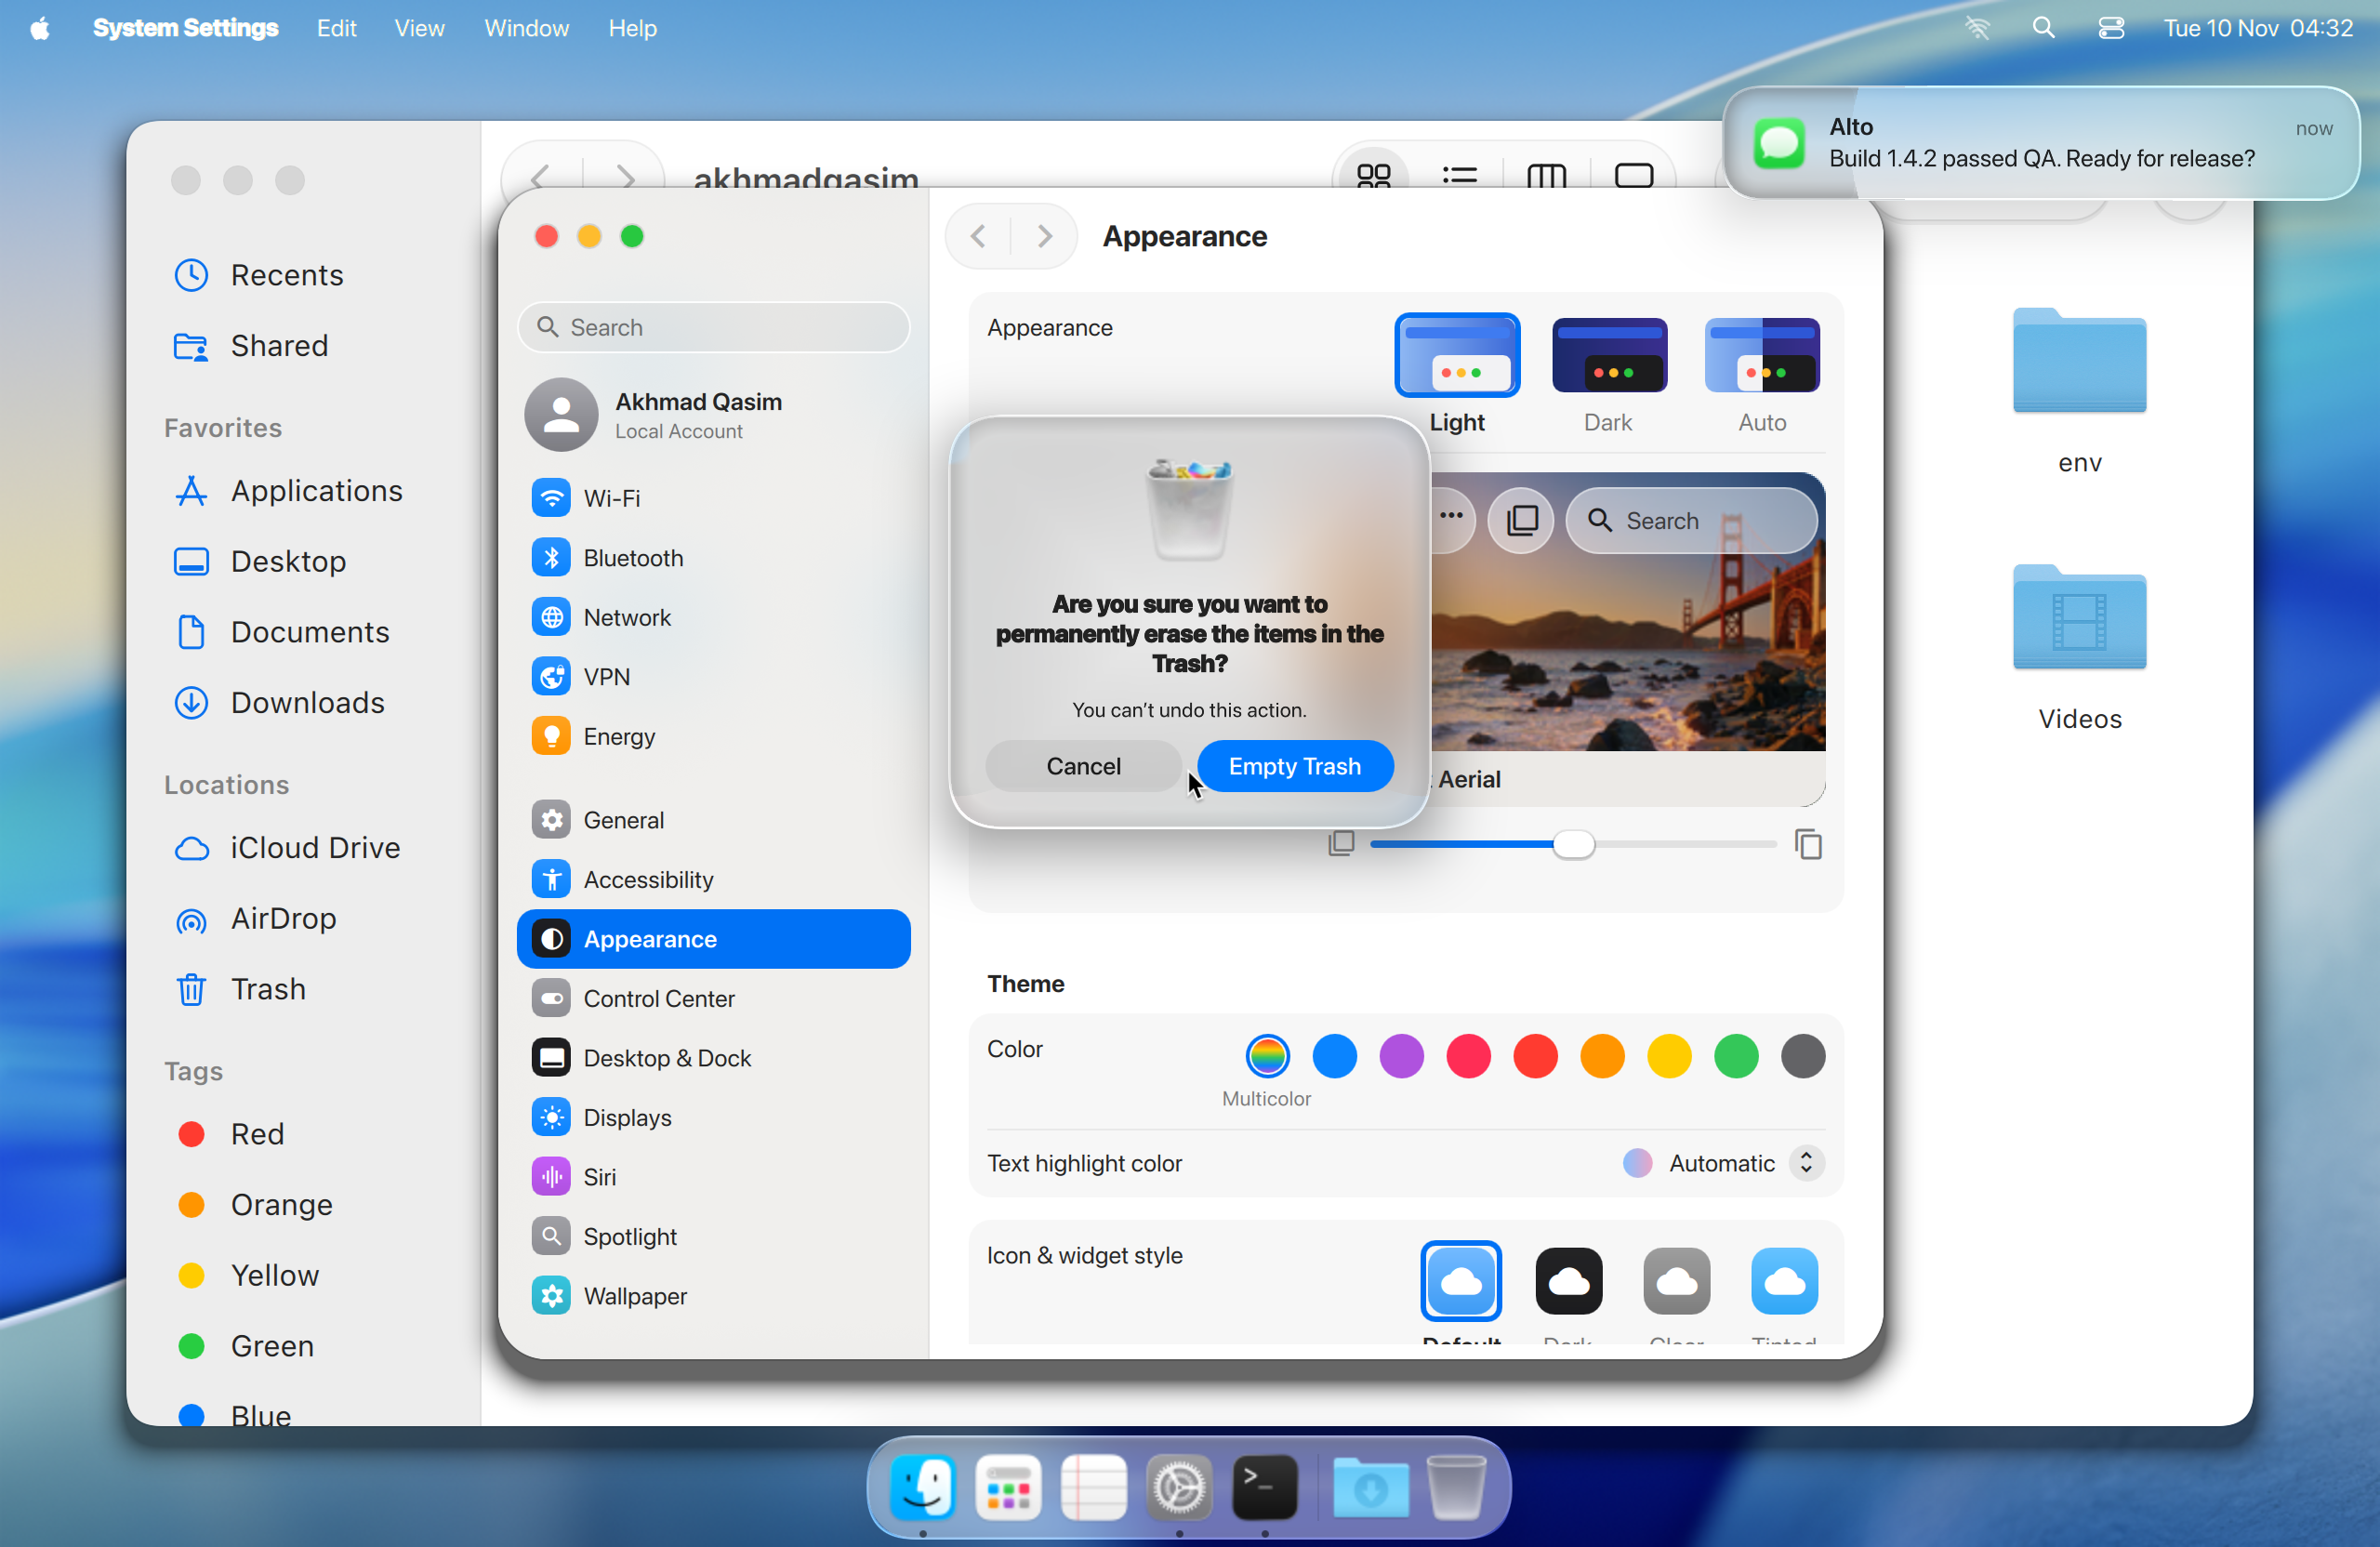 System Settings Edit View Window Help
Tue 10 Nov 04:32
Alto
now
Build 1.4.2 passed QA. Ready for release?
akhmadqasim
Recents
Shared
Favorites
Applications
Desktop
Documents
Downloads
Locations
iCloud Drive
AirDrop
Trash
Tags
Red
Orange
Yellow
Green
Blue
env
Videos
Search
Akhmad Qasim
Local Account
Wi-Fi
Bluetooth
Network
VPN
Energy
General
Accessibility
Appearance
Control Center
Desktop & Dock
Displays
Siri
Spotlight
Wallpaper
Appearance
Appearance
Light
Dark
Auto
Search
Aerial
Are you sure you want to
permanently erase the items in the
Trash?
You can't undo this action.
Cancel
Empty Trash
Theme
Color
Multicolor
Text highlight color
Automatic
Icon & widget style
Default
Dark
Clear
Tinted